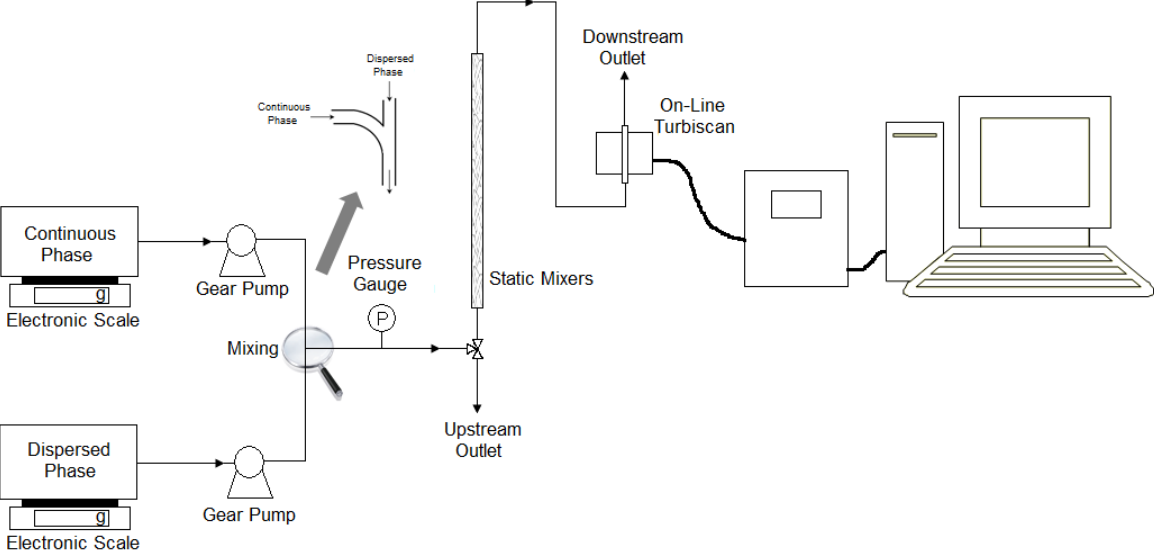 Downstream
Outlet
Dispersed
Phase
On-Line
Turbiscan
Continuous
Phase
Continuous
Phase
g
Electronic Scale
Gear Pump
Pressure
Gauge
P
Static Mixers
Mixing
Upstream
Outlet
Dispersed
Phase
g
Electronic Scale
Gear Pump